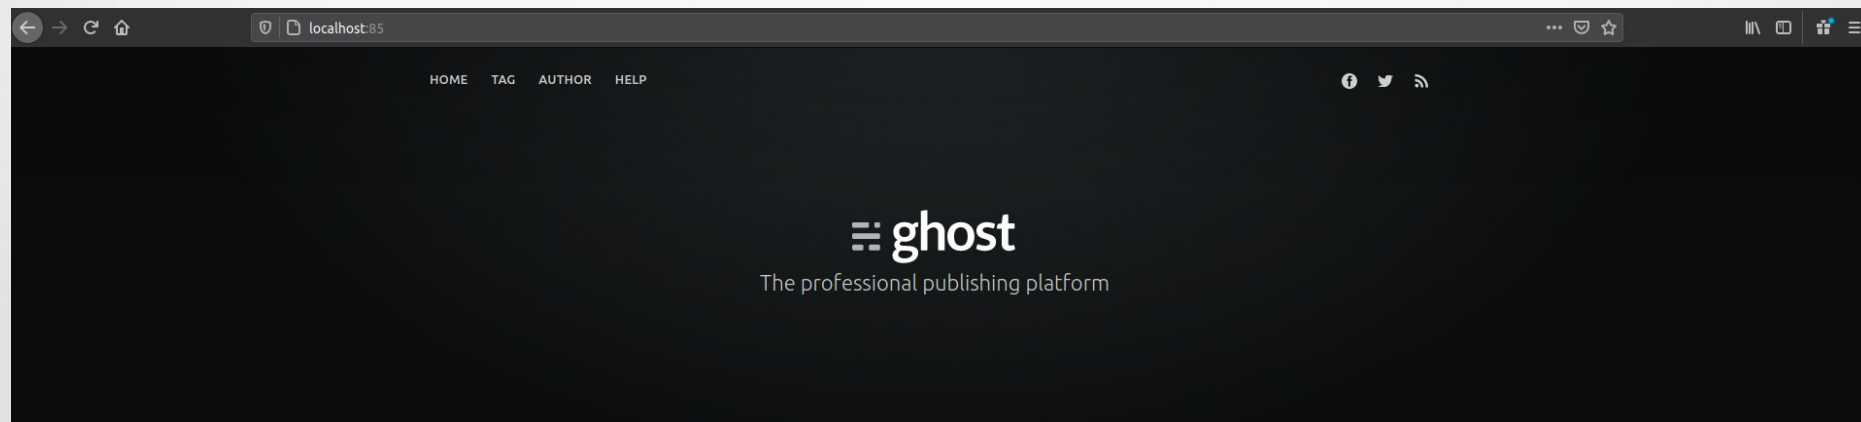 localhost:85
HOME TAG AUTHOR HELP
ghost
The professional publishing platform